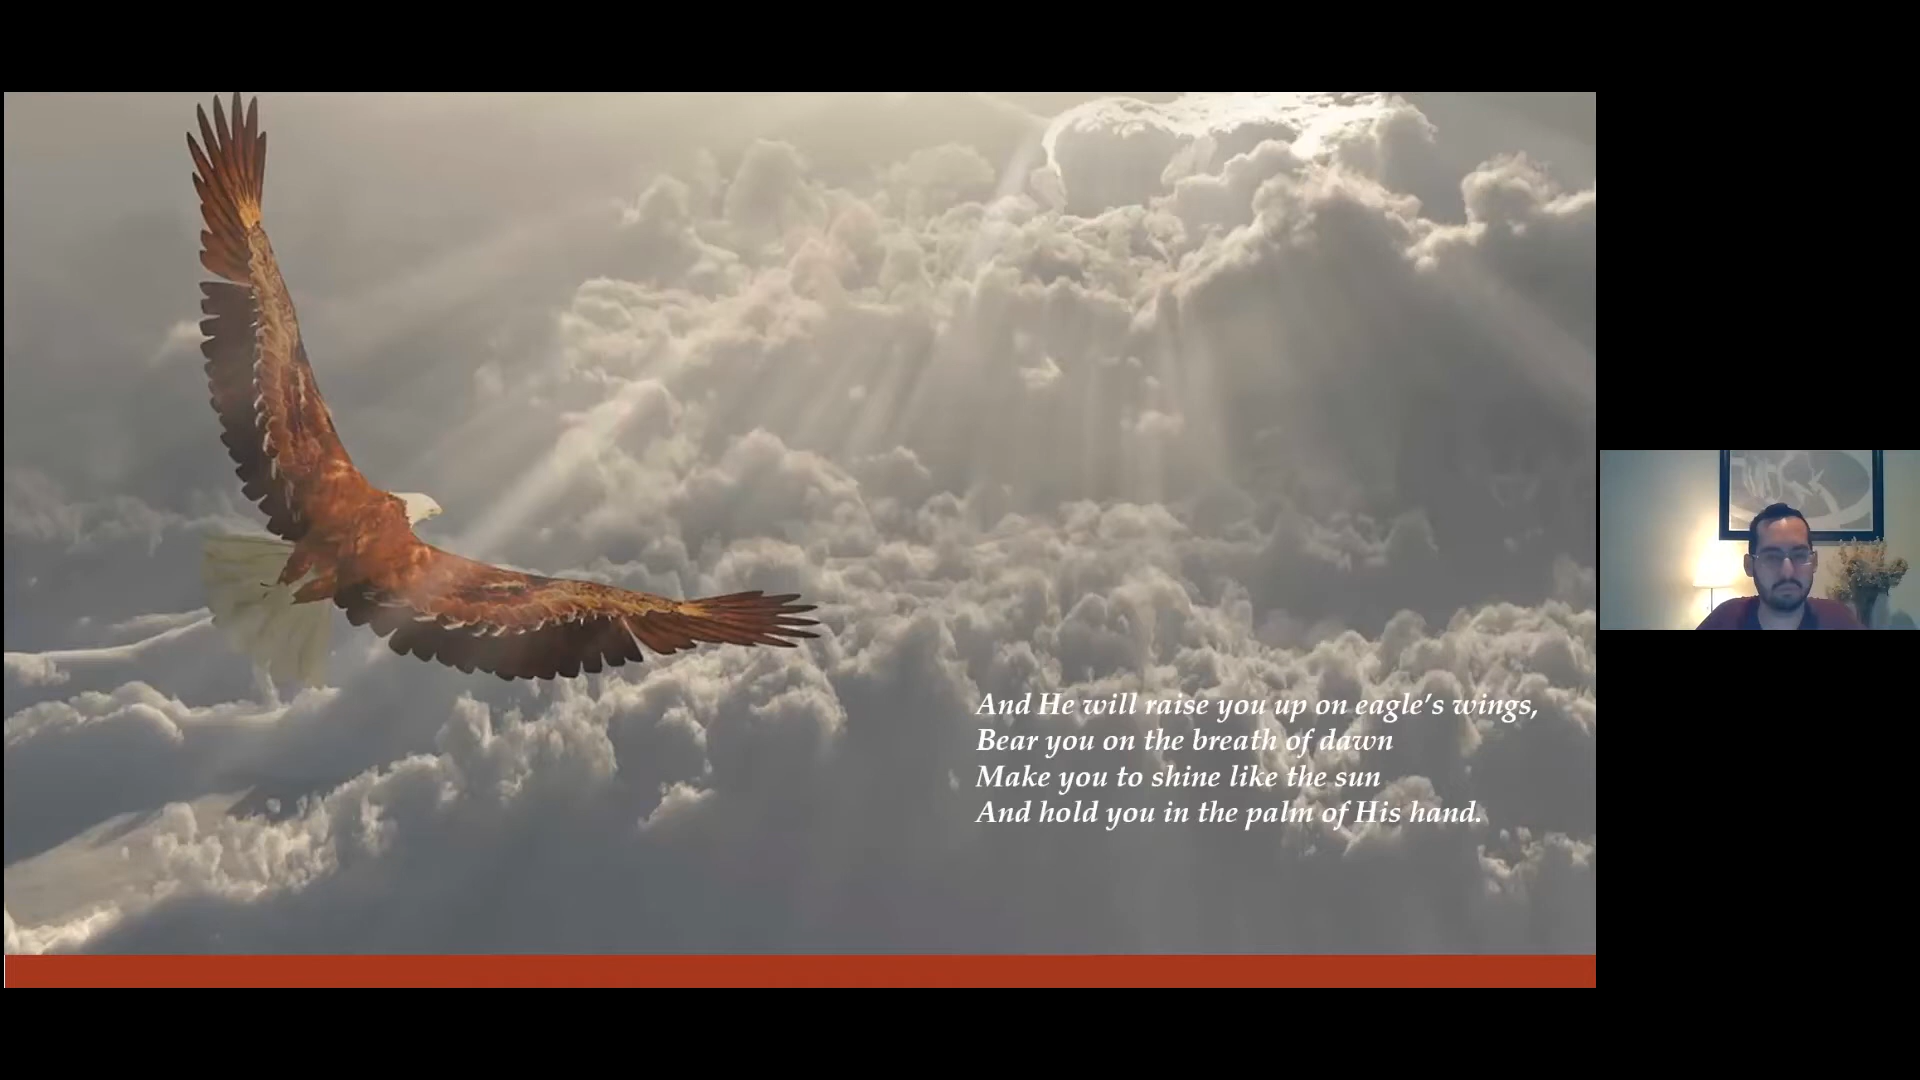 And He will raise you up on eagle's wings,
Bear you on the breath of dawn
Make you to shine like the sun
And hold you in the palm of His hand.